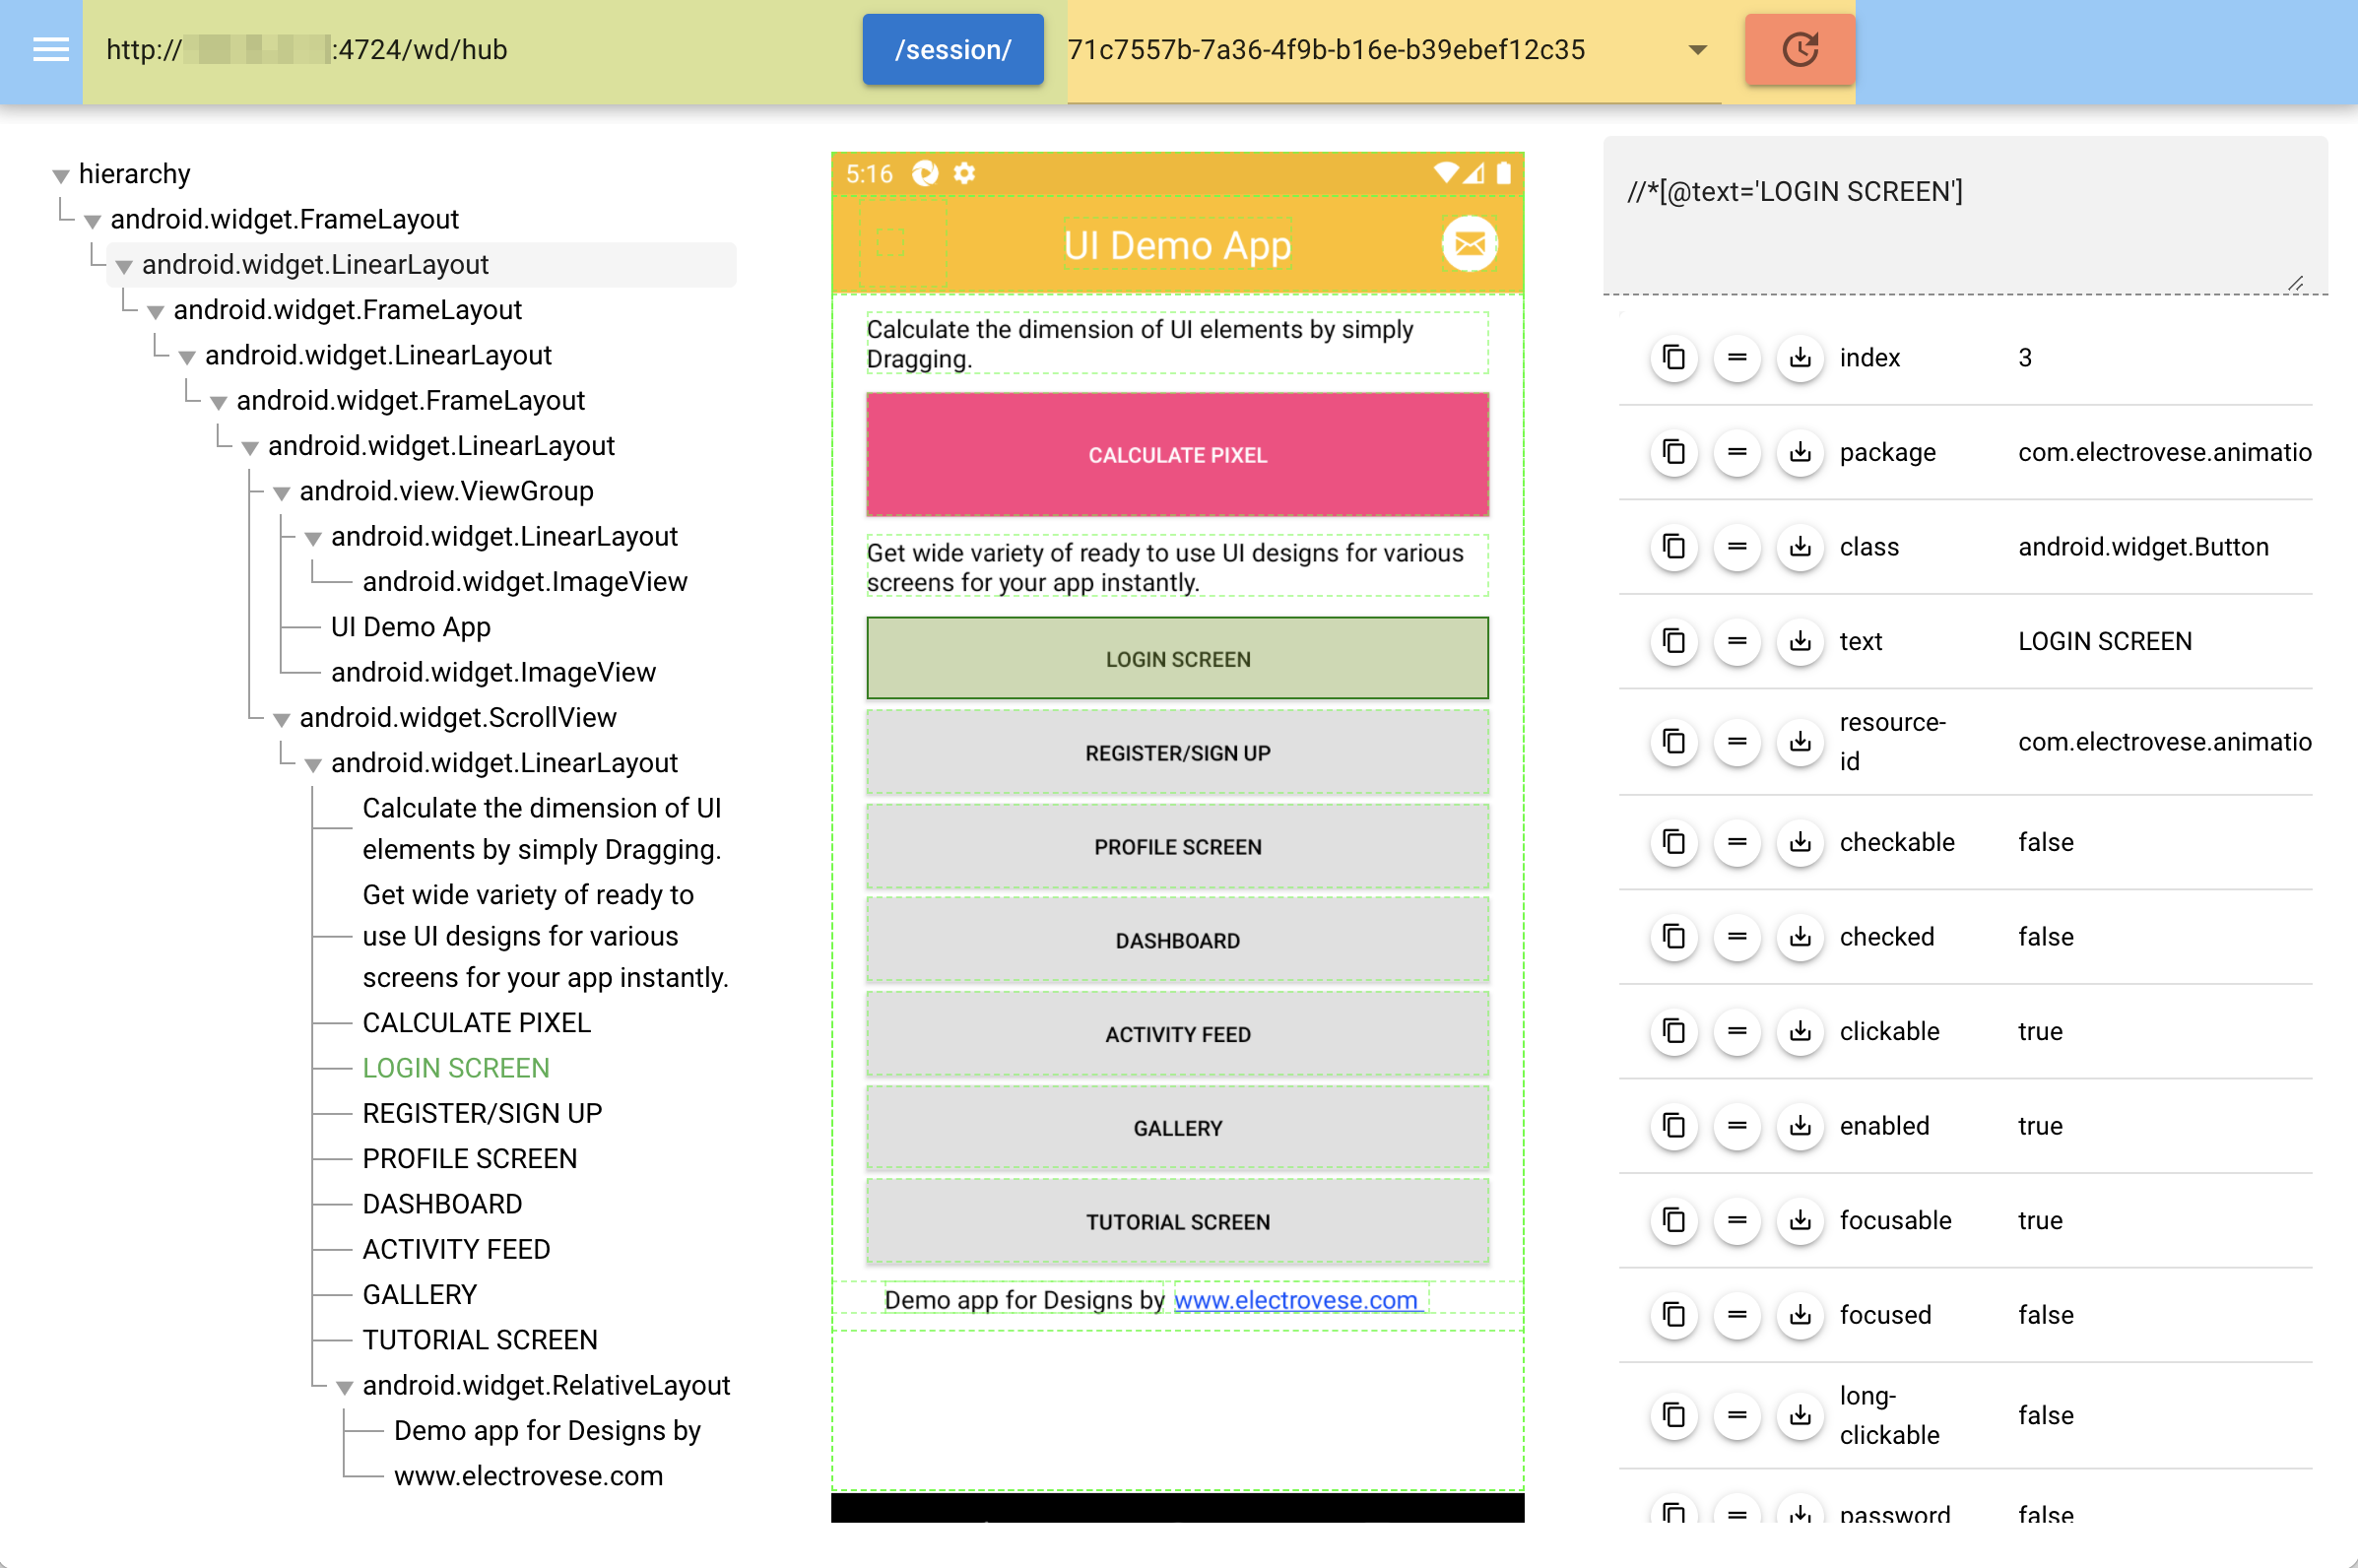 http://
:4724/wd/hub
/session/
71c7557b-7a36-4f9b-b16e-b39ebef12c35
hierarchy
android.widget.FrameLayout
android.widget.LinearLayout
android.widget.FrameLayout
android.widget.LinearLayout
android.widget.FrameLayout
android.widget.LinearLayout
android.view.ViewGroup
android.widget.LinearLayout
android.widget.ImageView
UI Demo App
android.widget.ImageView
android.widget.ScrollView
android.widget.LinearLayout
Calculate the dimension of UI
elements by simply Dragging.
Get wide variety of ready to
use UI designs for various
screens for your app instantly.
CALCULATE PIXEL
LOGIN SCREEN
REGISTER/SIGN UP
PROFILE SCREEN
DASHBOARD
ACTIVITY FEED
GALLERY
TUTORIAL SCREEN
android.widget.RelativeLayout
Demo app for Designs by
www.electrovese.com
5:16
UI Demo App
Calculate the dimension of UI elements by simply
Dragging.
CALCULATE PIXEL
Get wide variety of ready to use UI designs for various
screens for your app instantly.
LOGIN SCREEN
REGISTER/SIGN UP
PROFILE SCREEN
DASHBOARD
ACTIVITY FEED
GALLERY
TUTORIAL SCREEN
Demo app for Designs by www.electrovese.com
//*[@text='LOGIN SCREEN']
index 3
package com.electrovese.animatio
class android.widget.Button
text LOGIN SCREEN
resource-
id com.electrovese.animatio
checkable false
checked false
clickable true
enabled true
focusable true
focused false
long-
clickable false
password false